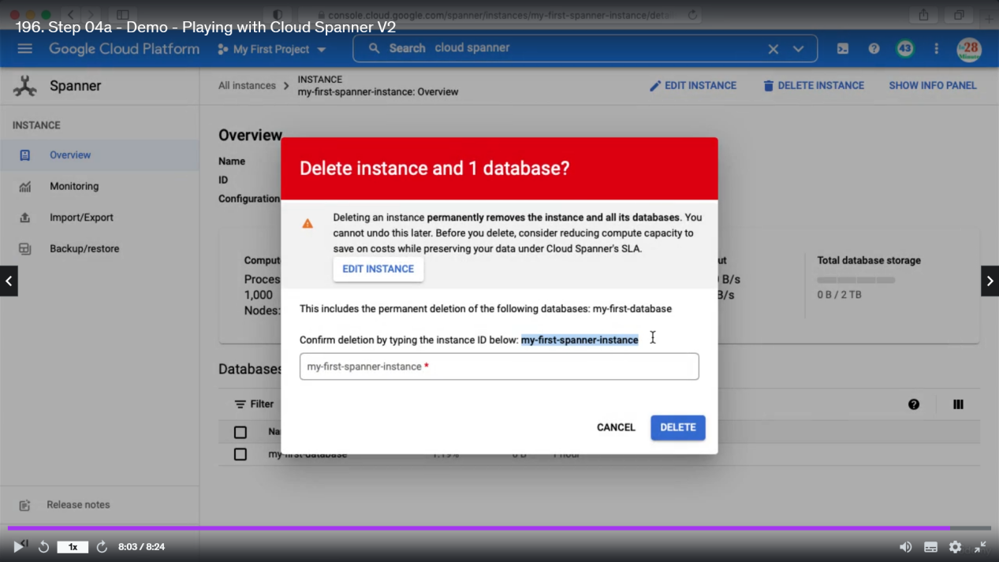 console.cloud.google.com/spanner/instances/my-first-spanner-instance/deta
196. Step 04a - Demo - Playing with Cloud Spanner V2
Google Cloud Platform
My First Project
Search cloud spanner
43
28
Minutes
Spanner
All instances
INSTANCE
my-first-spanner-instance: Overview
EDIT INSTANCE
DELETE INSTANCE
SHOW INFO PANEL
INSTANCE
Overview
Monitoring
Import/Export
Backup/restore
Release notes
Overview
Name
ID
Configuration
Delete instance and 1 database?
Deleting an instance permanently removes the instance and all its databases. You
cannot undo this later. Before you delete, consider reducing compute capacity to
save on costs while preserving your data under Cloud Spanner's SLA.
EDIT INSTANCE
This includes the permanent deletion of the following databases: my-first-database
Confirm deletion by typing the instance ID below: my-first-spanner-instance
my-first-spanner-instance *
CANCEL
DELETE
Comput
Proces
1,000
Nodes:
ut
B/s
B/s
Total database storage
0 B / 2 TB
Databases
Filter
Na
my-first-database 1.19% 0 B 1 hour
1x
8:03 / 8:24